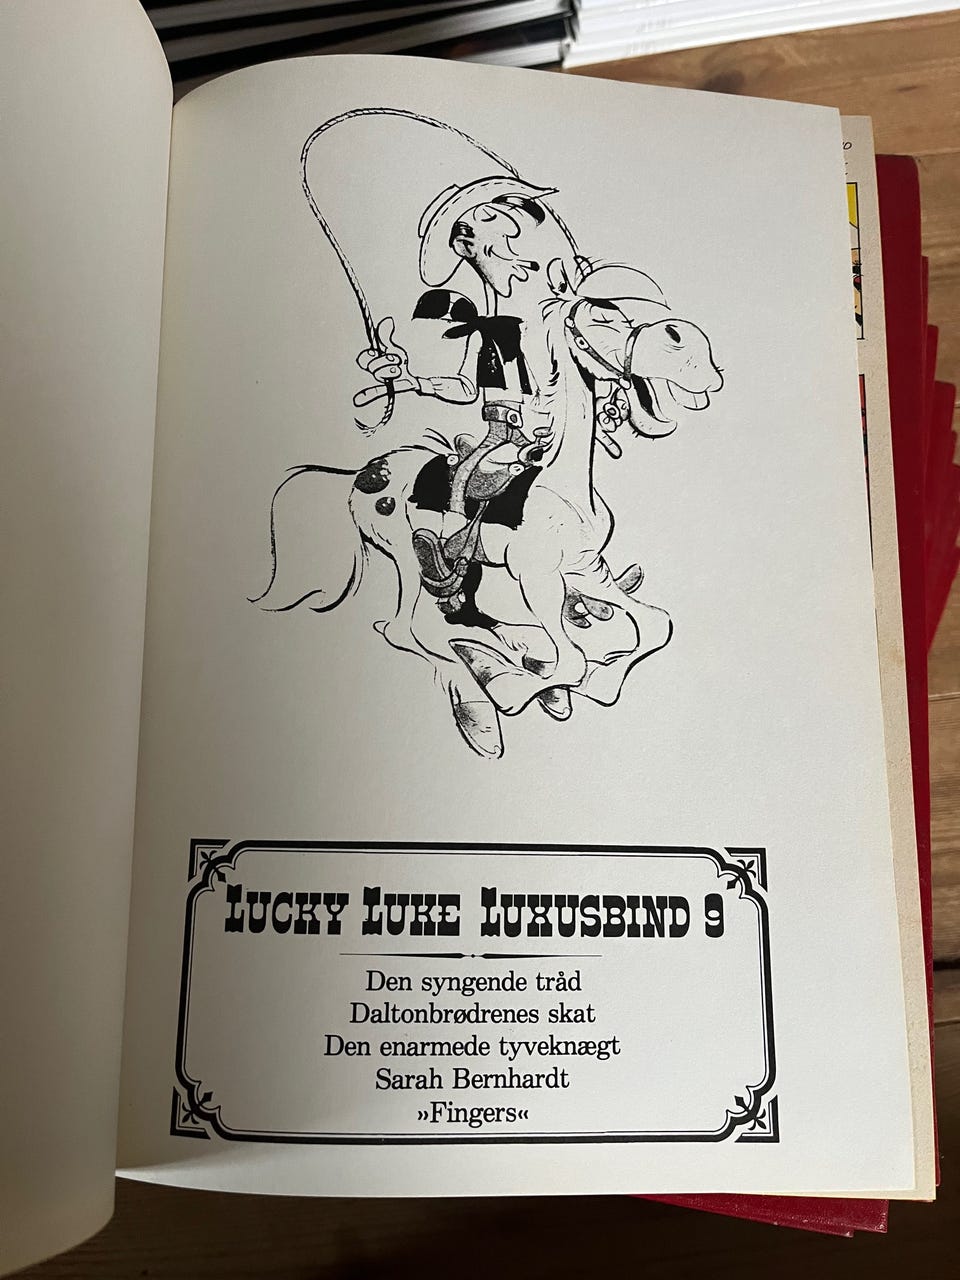 Lucky Luke Luxusbind 9
Den syngende tråd
Daltonbrødrenes skat
Den enarmede tyveknægt
Sarah Bernhardt
»Fingers«